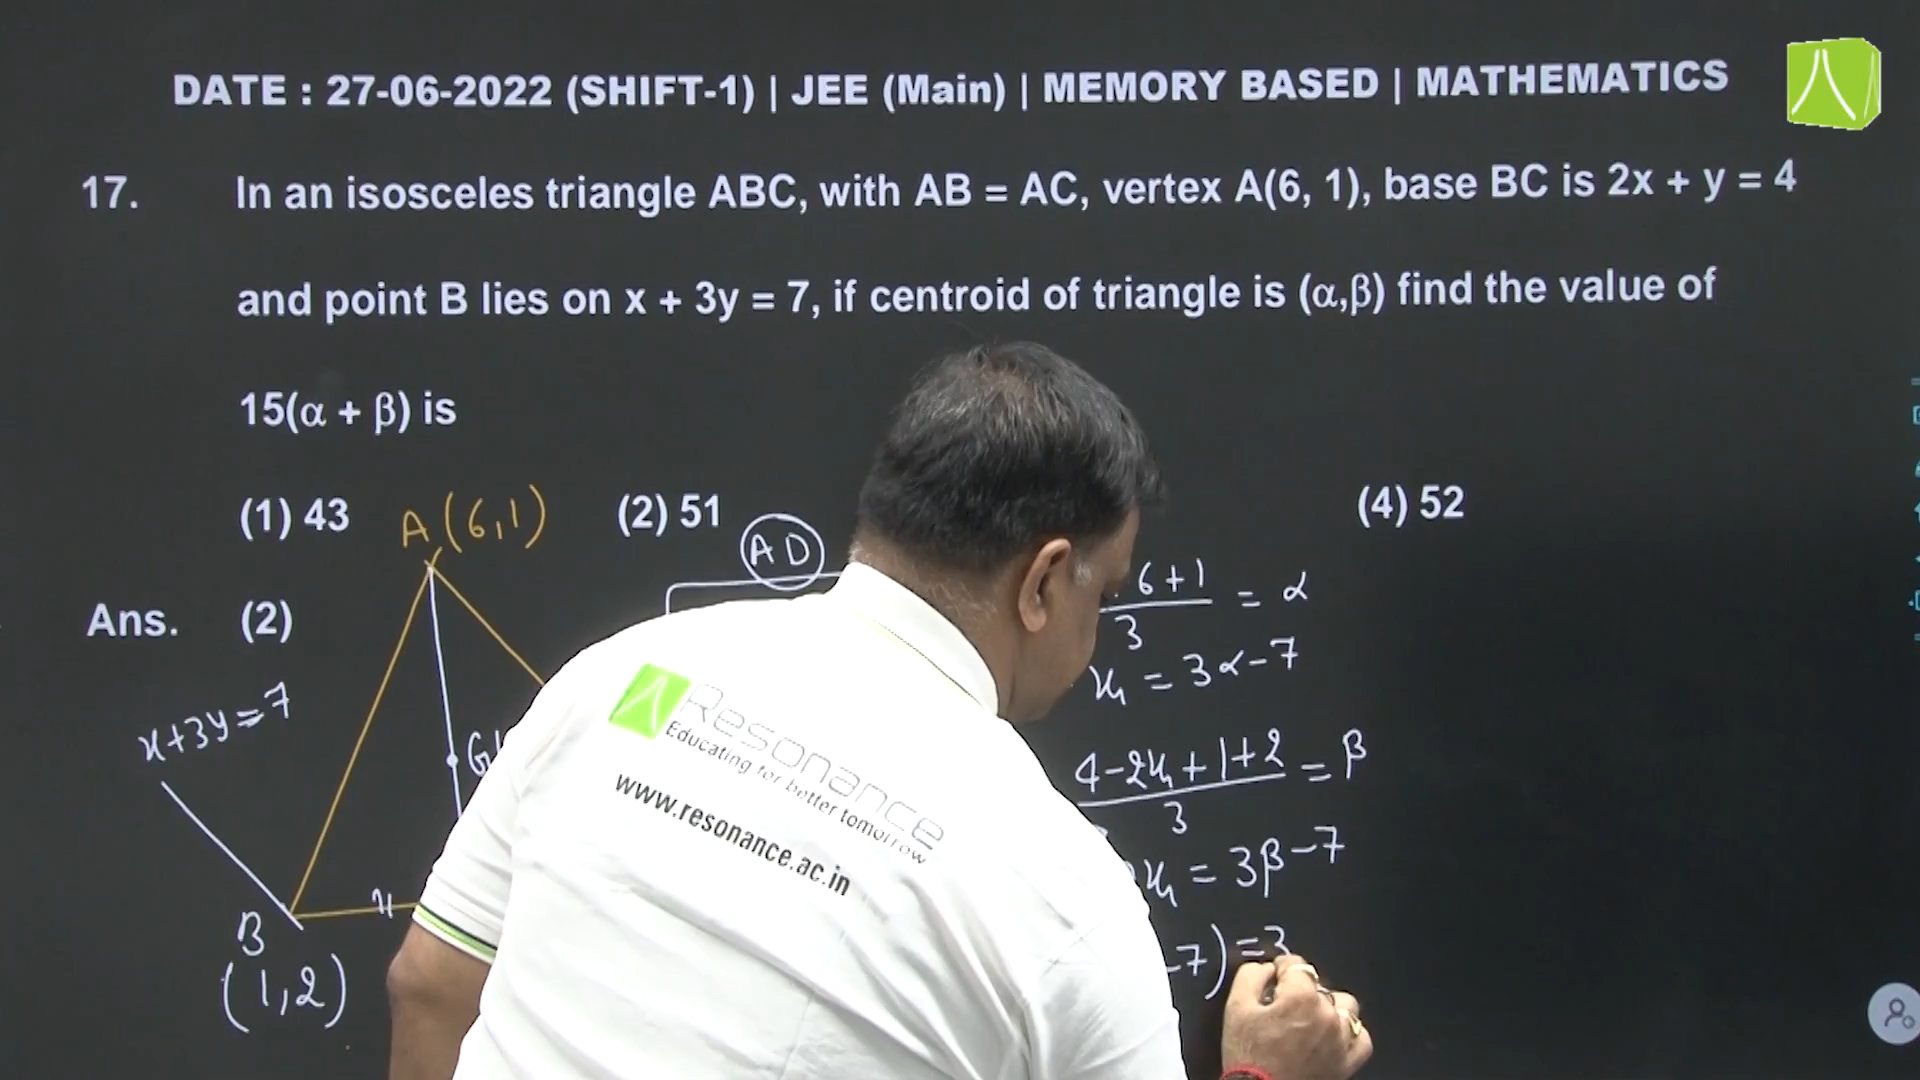 DATE : 27-06-2022 (SHIFT-1) | JEE (Main) | MEMORY BASED | MATHEMATICS
17. In an isosceles triangle ABC, with AB = AC, vertex A(6, 1), base BC is 2x + y = 4
and point B lies on x + 3y = 7, if centroid of triangle is (α,β) find the value of
15(α + β) is
(1) 43 (2) 51 (4) 52
A(6,1)
AD
Ans. (2)
6+1/3 = α
x₁ = 3α-7
x+3y=7
G
4-2x₁+1+2/3 = β
x₁ = 3β-7
-7) = 3
B
(1,2)
Resonance
Educating for better tomorrow
www.resonance.ac.in